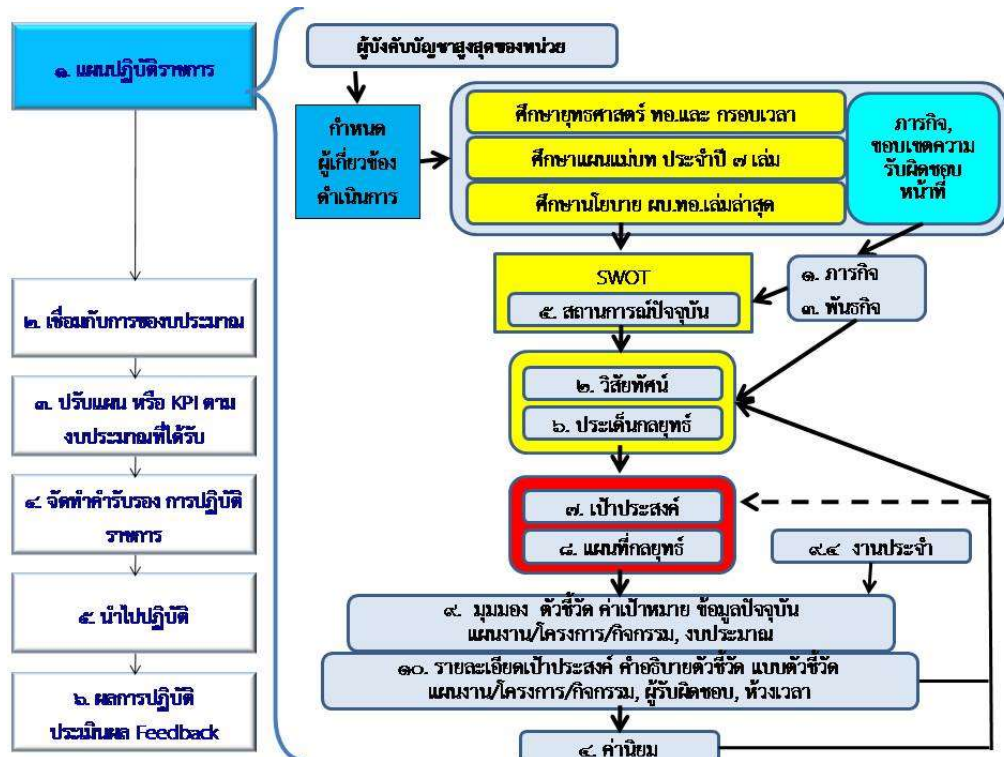 ๑. แผนปฏิบัติราชการ
๒. เชื่อมกับการของบประมาณ
๓. ปรับแผน หรือ KPI ตาม
งบประมาณที่ได้รับ
๔. จัดทำคำรับรอง การปฏิบัติ
ราชการ
๕. นำไปปฏิบัติ
๖. ผลการปฏิบัติ
ประเมินผล Feedback
ผู้บังคับบัญชาสูงสุดของหน่วย
กำหนด
ผู้เกี่ยวข้อง
ดำเนินการ
ศึกษายุทธศาสตร์ ทอ.และ กรอบเวลา
ศึกษาแผนแม่บท ประจำปี ๗ เล่ม
ศึกษานโยบาย ผบ.ทอ.เล่มล่าสุด
ภารกิจ,
ขอบเขตความ
รับผิดชอบ
หน้าที่
SWOT
๕. สถานการณ์ปัจจุบัน
๑. ภารกิจ
๓. พันธกิจ
๒. วิสัยทัศน์
๖. ประเด็นกลยุทธ์
๗. เป้าประสงค์
๘. แผนที่กลยุทธ์
๙.๔ งานประจำ
๙. มุมมอง ตัวชี้วัด ค่าเป้าหมาย ข้อมูลปัจจุบัน
แผนงาน/โครงการ/กิจกรรม, งบประมาณ
๑๐. รายละเอียดเป้าประสงค์ คำอธิบายตัวชี้วัด แบบตัวชี้วัด
แผนงาน/โครงการ/กิจกรรม, ผู้รับผิดชอบ, ห้วงเวลา
๔. ค่านิยม